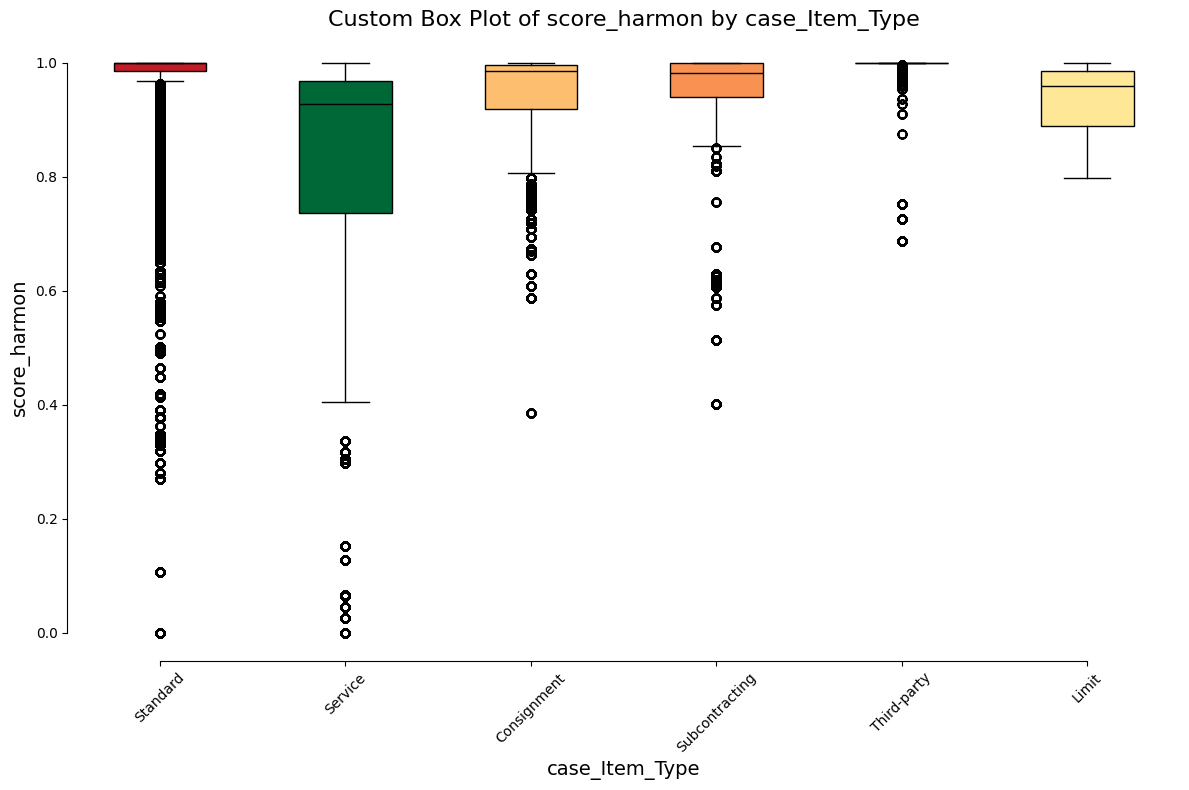 Custom Box Plot of score_harmon by case_Item_Type
score_harmon
1.0
0.8
0.6
0.4
0.2
0.0
Standard
Service
Consignment
Subcontracting
Third-party
Limit
case_Item_Type